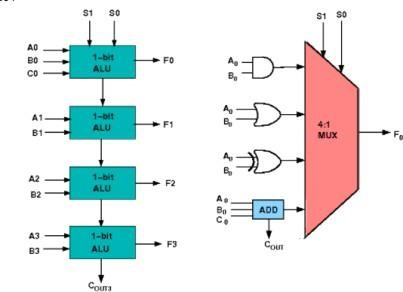 S1 S0
A0
B0
C0
1-bit
ALU
F0
A1
B1
1-bit
ALU
F1
A2
B2
1-bit
ALU
F2
A3
B3
1-bit
ALU
F3
COUT3
S1 S0
A0
B0
A0
B0
A0
B0
A0
B0
C0
ADD
COUT
4:1
MUX
F0